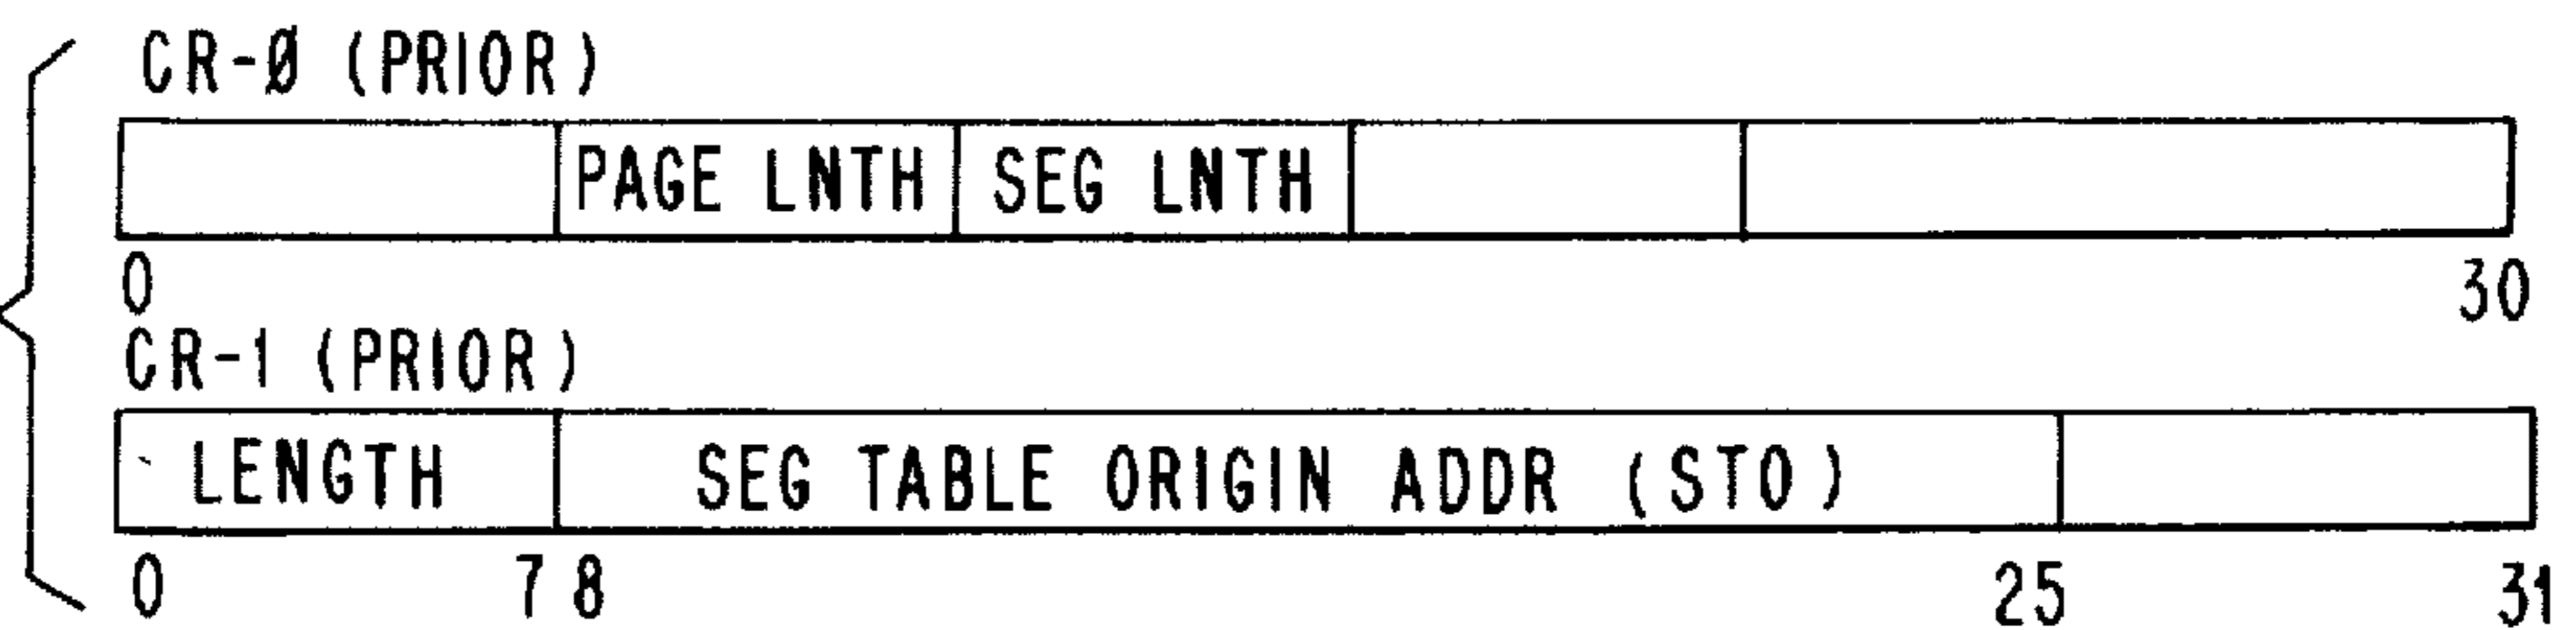 CR-Ø (PRIOR)
PAGE LNTH SEG LNTH
0 30
CR-1 (PRIOR)
LENGTH SEG TABLE ORIGIN ADDR (STO)
0 7 8 25 31